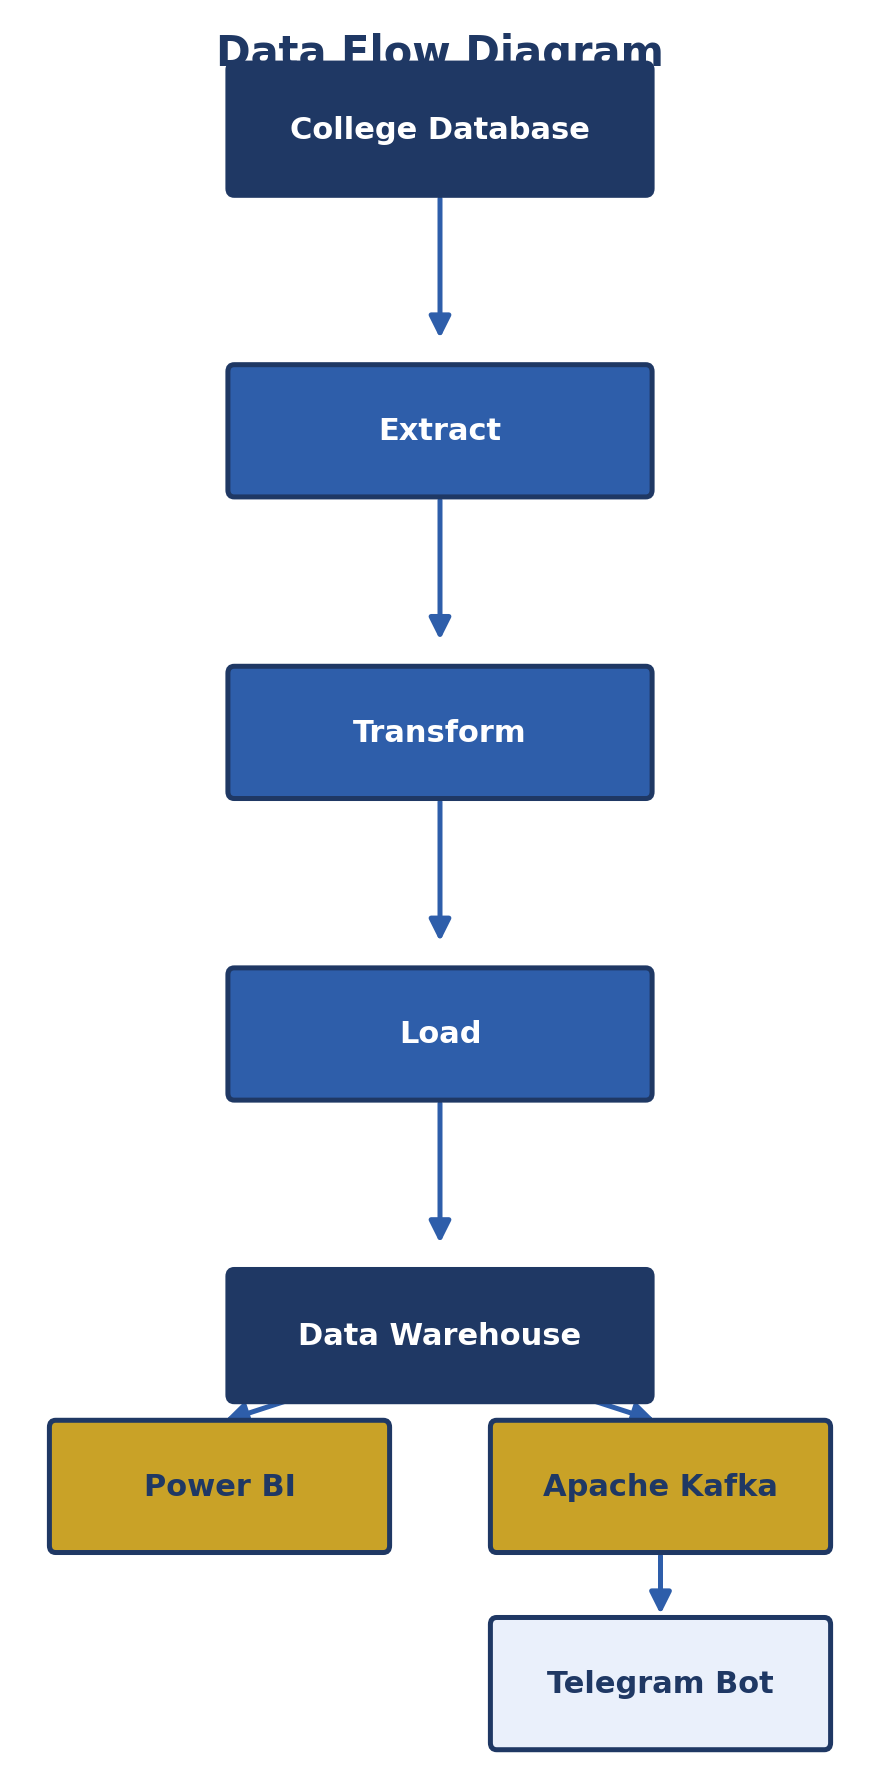 Data Flow Diagram
College Database
Extract
Transform
Load
Data Warehouse
Power BI
Apache Kafka
Telegram Bot